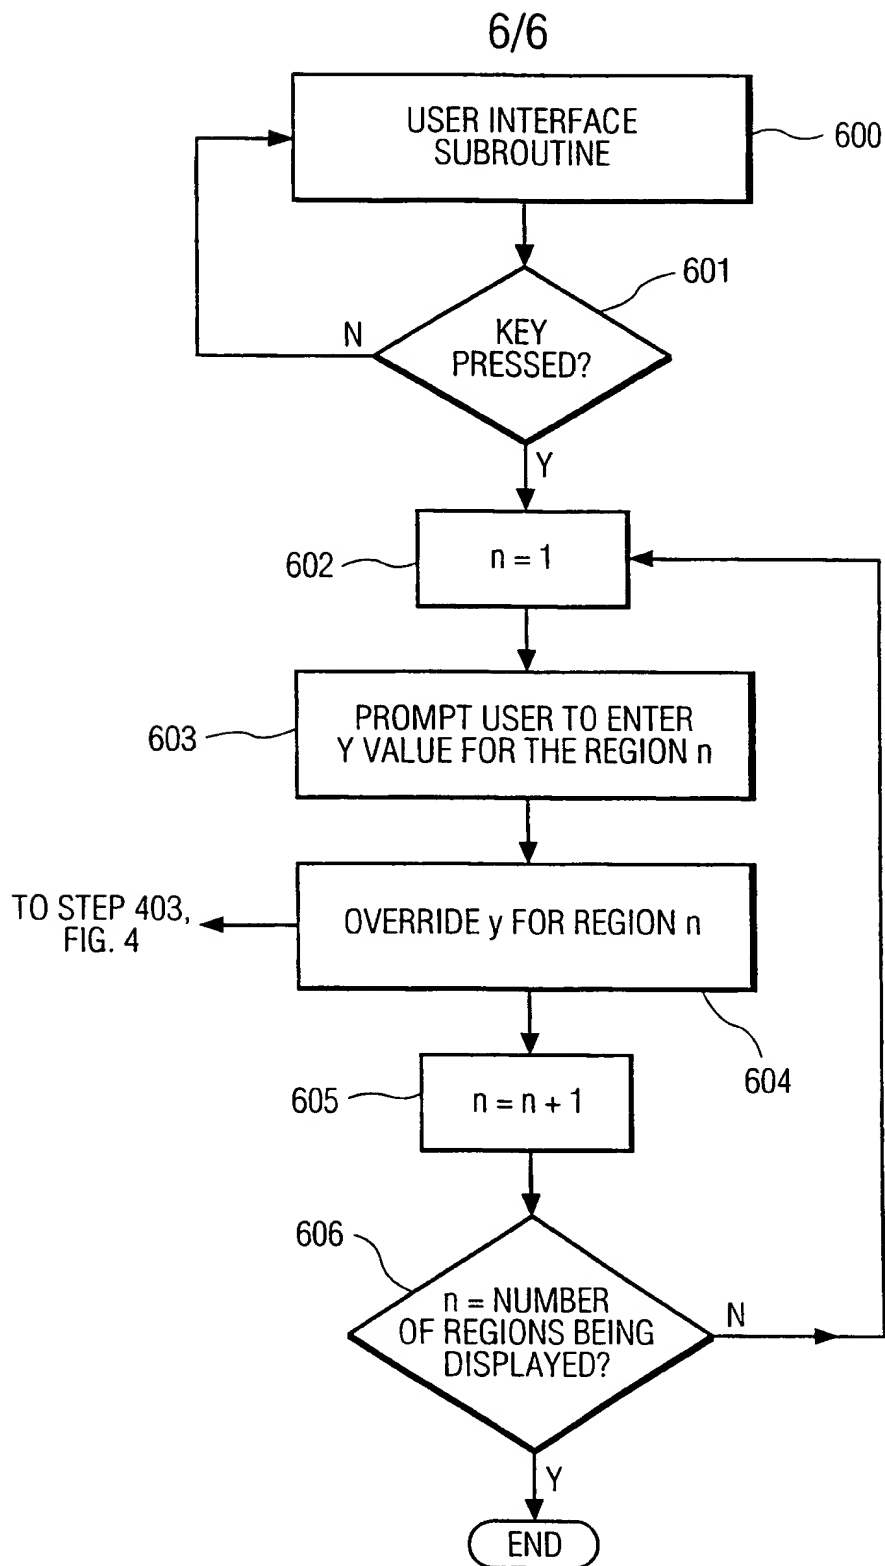 6/6
USER INTERFACE
SUBROUTINE
600
601
KEY
PRESSED?
N
Y
602
n = 1
603
PROMPT USER TO ENTER
Y VALUE FOR THE REGION n
TO STEP 403,
FIG. 4
OVERRIDE y FOR REGION n
604
605
n = n + 1
606
n = NUMBER
OF REGIONS BEING
DISPLAYED?
N
Y
END